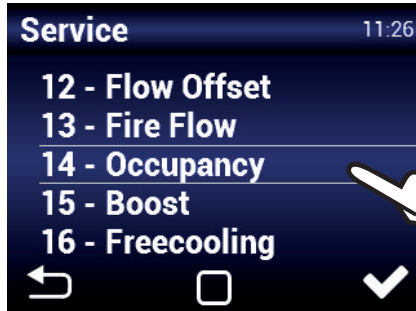 Service 11:26
12 - Flow Offset
13 - Fire Flow
14 - Occupancy
15 - Boost
16 - Freecooling